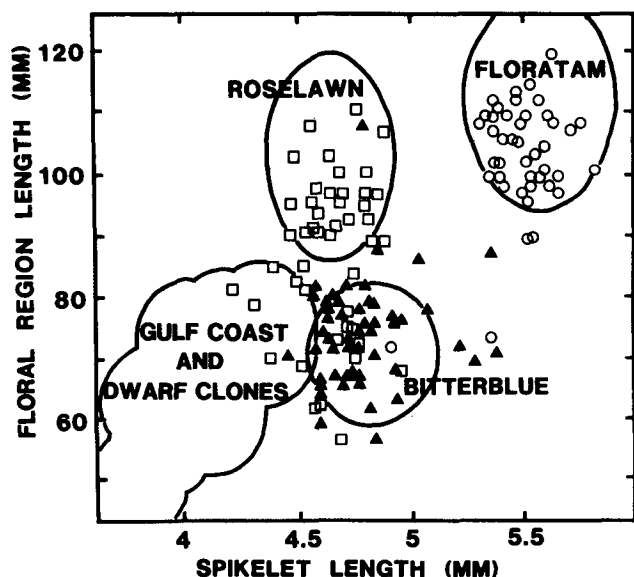 FLORAL REGION LENGTH (MM)
120
100
80
60
ROSELAWN
FLORATAM
GULF COAST
AND
DWARF CLONES
BITTERBLUE
4
4.5
5
5.5
SPIKELET LENGTH (MM)